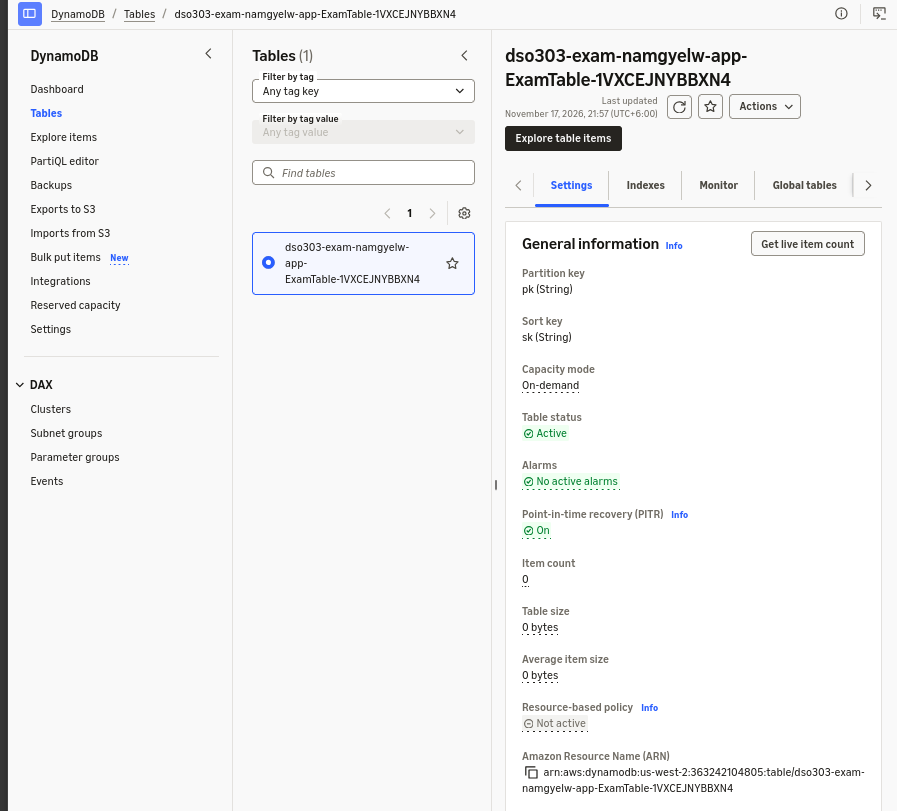 DynamoDB / Tables / dso303-exam-namgyelw-app-ExamTable-1VXCEJNYBBXN4
DynamoDB
Dashboard
Tables
Explore items
PartiQL editor
Backups
Exports to S3
Imports from S3
Bulk put items New
Integrations
Reserved capacity
Settings
DAX
Clusters
Subnet groups
Parameter groups
Events
Tables (1)
Filter by tag
Any tag key
Filter by tag value
Any tag value
Find tables
1
dso303-exam-namgyelw-
app-
ExamTable-1VXCEJNYBBXN4
dso303-exam-namgyelw-app-
ExamTable-1VXCEJNYBBXN4
Last updated
November 17, 2026, 21:57 (UTC+6:00)
Actions
Explore table items
Settings
Indexes
Monitor
Global tables
General information Info
Get live item count
Partition key
pk (String)
Sort key
sk (String)
Capacity mode
On-demand
Table status
Active
Alarms
No active alarms
Point-in-time recovery (PITR) Info
On
Item count
0
Table size
0 bytes
Average item size
0 bytes
Resource-based policy Info
Not active
Amazon Resource Name (ARN)
arn:aws:dynamodb:us-west-2:363242104805:table/dso303-exam-
namgyelw-app-ExamTable-1VXCEJNYBBXN4